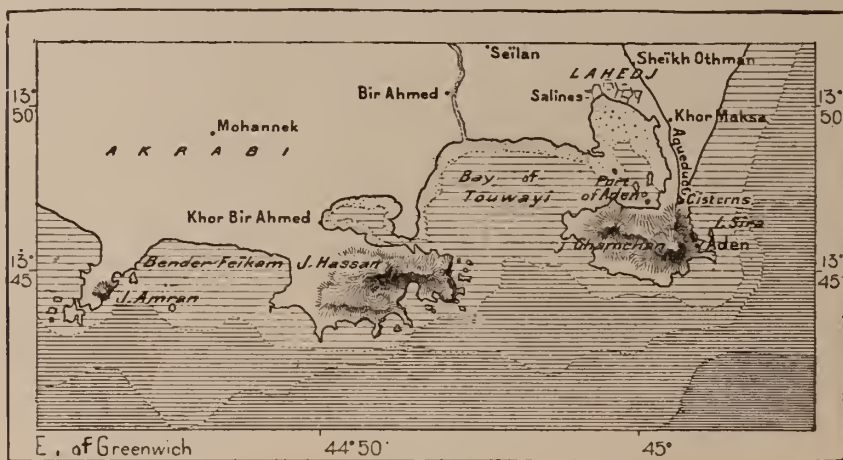 Seïlan
Sheïkh Othman
LAHEDJ
13°
50'
Bir Ahmed
Salines
13°
50'
Khor Maksa
Mohannek
AKRABI
Aqueduct
Bay of
Touwayi
Port
of Aden
Cisterns
Khor Bir Ahmed
I. Sira
J. Ghamchan
Aden
13°
45'
Bender Feïkam
J. Hassan
13°
45'
J. Amran
E. of Greenwich
44°50'
45°